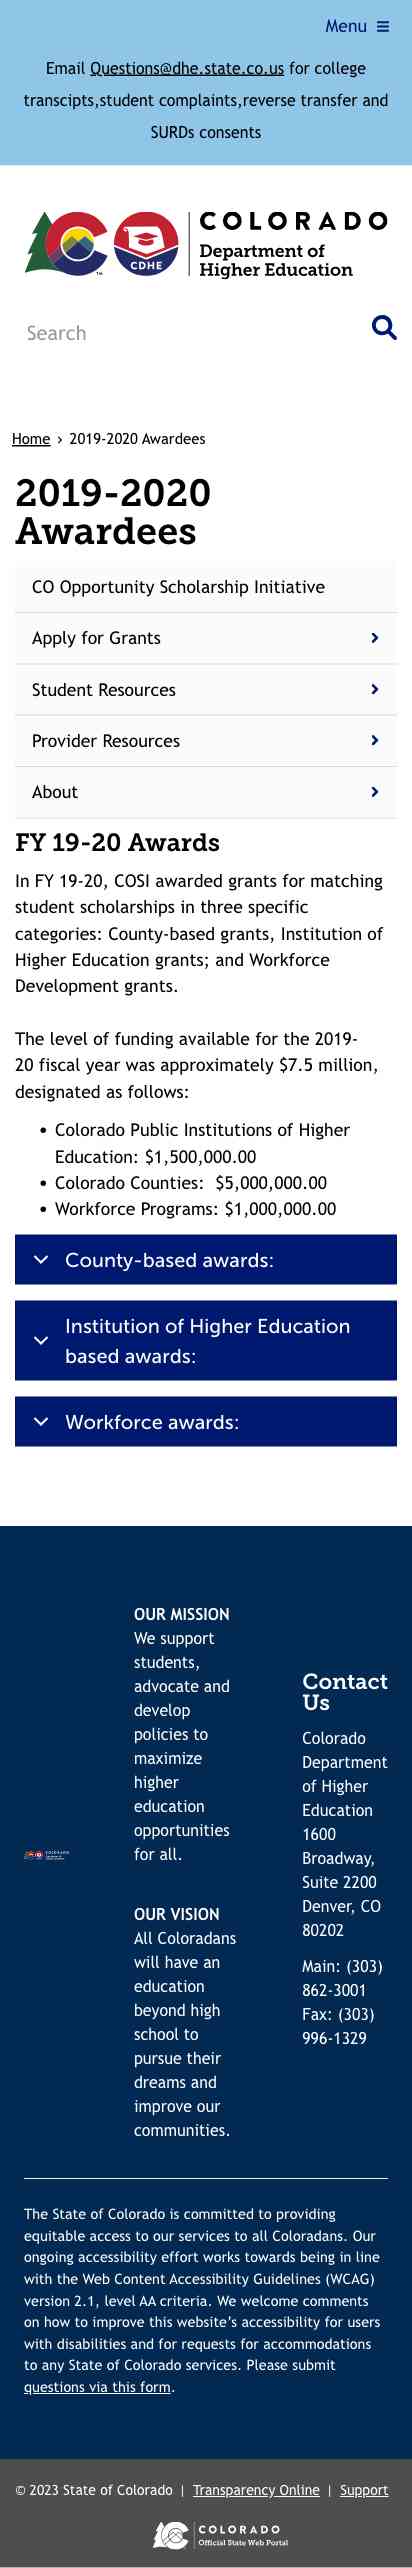 Menu
Email Questions@dhe.state.co.us for college
transcipts,student complaints,reverse transfer and
SURDs consents
COLORADO
Department of
Higher Education
CDHE
TM
Search
Home › 2019-2020 Awardees
2019-2020
Awardees
CO Opportunity Scholarship Initiative
Apply for Grants
Student Resources
Provider Resources
About
FY 19-20 Awards
In FY 19-20, COSI awarded grants for matching
student scholarships in three specific
categories: County-based grants, Institution of
Higher Education grants; and Workforce
Development grants.
The level of funding available for the 2019-
20 fiscal year was approximately $7.5 million,
designated as follows:
• Colorado Public Institutions of Higher
Education: $1,500,000.00
• Colorado Counties:  $5,000,000.00
• Workforce Programs: $1,000,000.00
County-based awards:
Institution of Higher Education
based awards:
Workforce awards:
COLORADO
OUR MISSION
We support
students,
advocate and
develop
policies to
maximize
higher
education
opportunities
for all.
OUR VISION
All Coloradans
will have an
education
beyond high
school to
pursue their
dreams and
improve our
communities.
Contact
Us
Colorado
Department
of Higher
Education
1600
Broadway,
Suite 2200
Denver, CO
80202
Main: (303)
862-3001
Fax: (303)
996-1329
The State of Colorado is committed to providing
equitable access to our services to all Coloradans. Our
ongoing accessibility effort works towards being in line
with the Web Content Accessibility Guidelines (WCAG)
version 2.1, level AA criteria. We welcome comments
on how to improve this website's accessibility for users
with disabilities and for requests for accommodations
to any State of Colorado services. Please submit
questions via this form.
© 2023 State of Colorado | Transparency Online | Support
COLORADO
Official State Web Portal